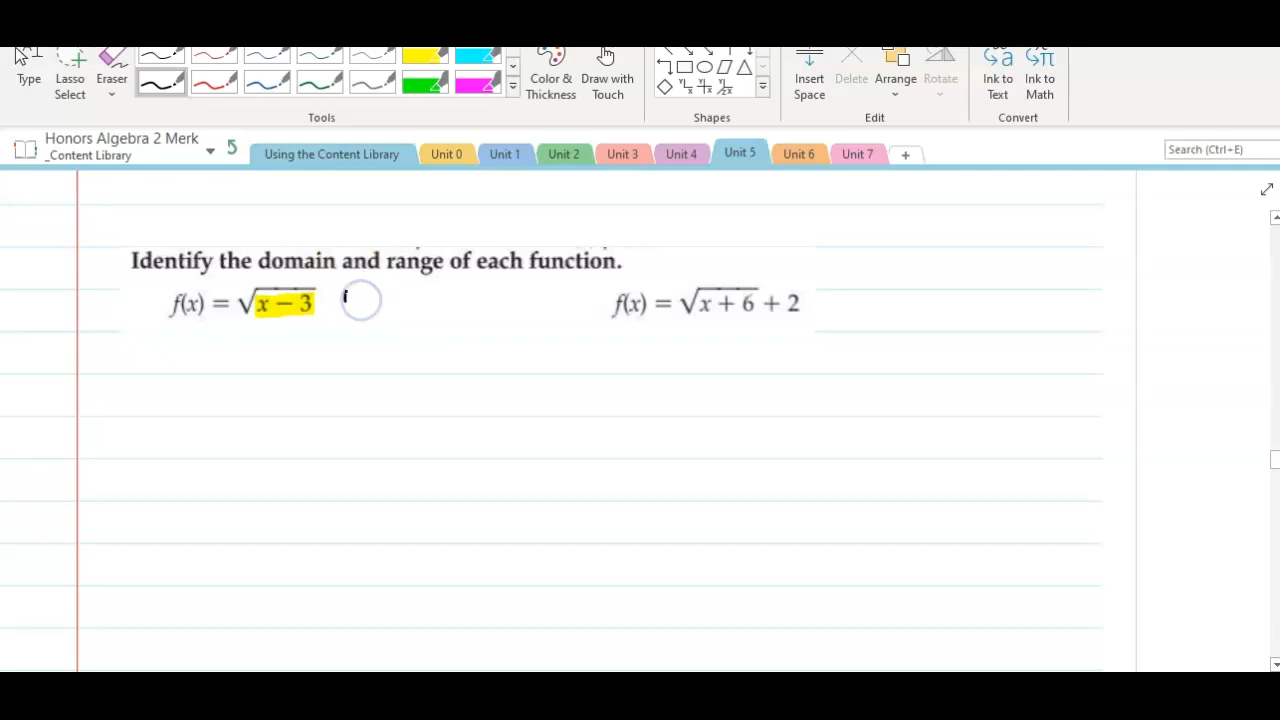 Type
Lasso Select
Eraser
Color & Thickness
Draw with Touch
Insert Space
Delete
Arrange
Rotate
Ink to Text
Ink to Math
Tools
Shapes
Edit
Convert
Honors Algebra 2 Merk
_Content Library
Using the Content Library
Unit 0
Unit 1
Unit 2
Unit 3
Unit 4
Unit 5
Unit 6
Unit 7
+
Search (Ctrl+E)
Identify the domain and range of each function.
f(x) = √(x − 3)
f(x) = √(x + 6) + 2